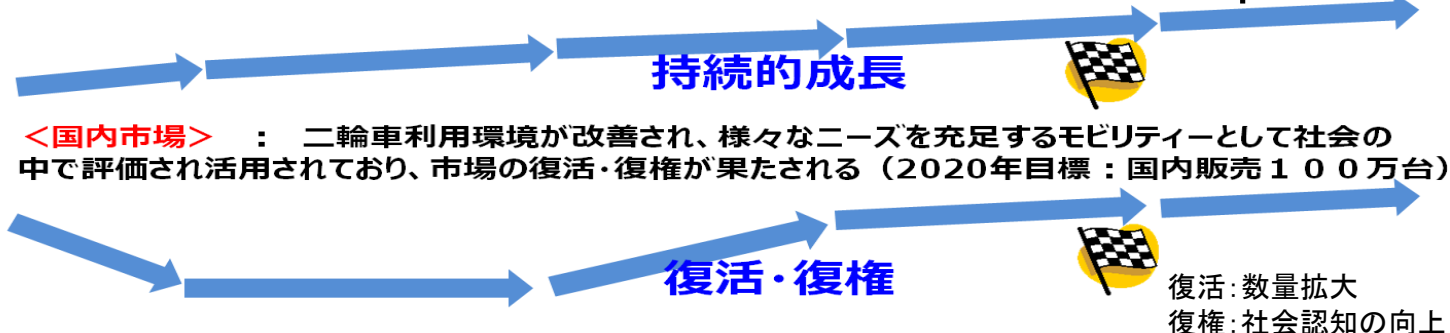 持続的成長
<国内市場> : 二輪車利用環境が改善され、様々なニーズを充足するモビリティーとして社会の
中で評価され活用されており、市場の復活・復権が果たされる（2020年目標：国内販売１００万台）
復活・復権
復活：数量拡大
復権：社会認知の向上